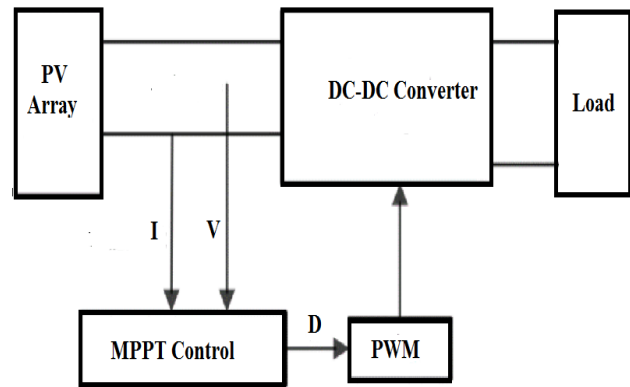 PV
Array
DC-DC Converter
Load
I
V
MPPT Control
D
PWM